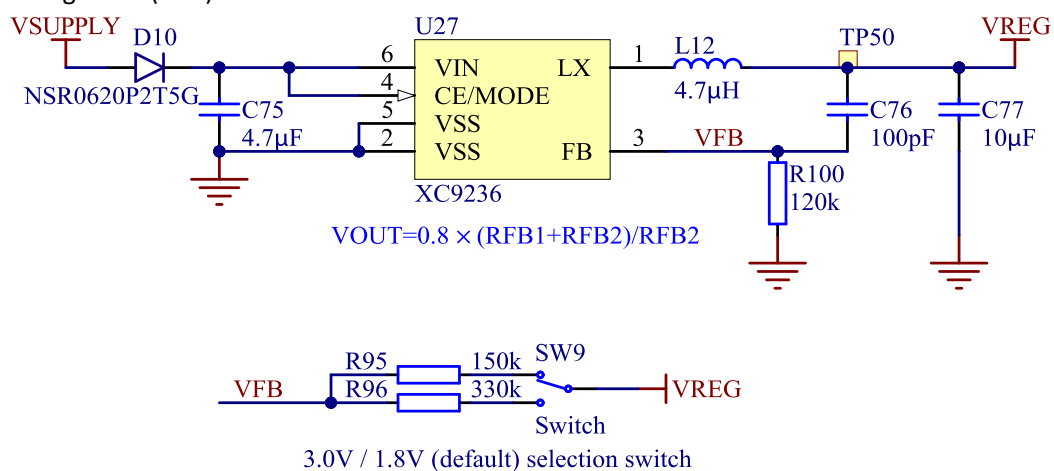 VSUPPLY
D10
NSR0620P2T5G
C75
4.7µF
U27
6
VIN
4
CE/MODE
5
VSS
2
VSS
LX
1
FB
3
XC9236
L12
4.7µH
TP50
VREG
C76
100pF
C77
10µF
VFB
R100
120k
VOUT=0.8 × (RFB1+RFB2)/RFB2
R95
150k
SW9
VFB
R96
330k
VREG
Switch
3.0V / 1.8V (default) selection switch